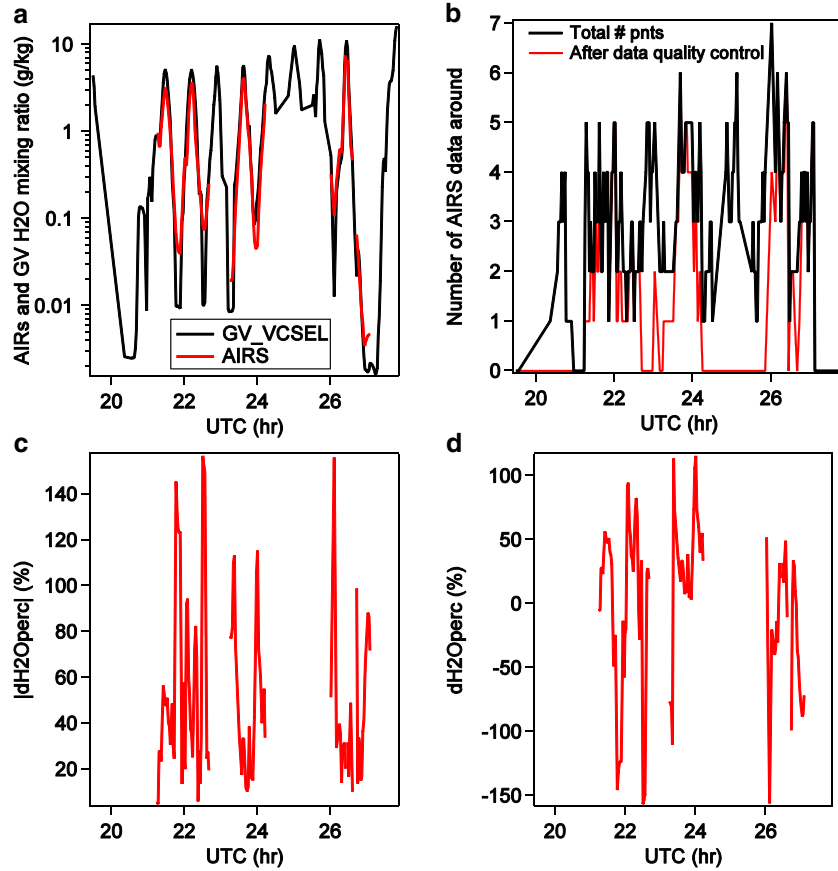 a
AIRs and GV H2O mixing ratio (g/kg)
10
1
0.1
0.01
GV_VCSEL
AIRS
20 22 24 26
UTC (hr)
b
Number of AIRS data around
7
6
5
4
3
2
1
0
Total # pnts
After data quality control
20 22 24 26
UTC (hr)
c
|dH2Operc| (%)
140
120
100
80
60
40
20
20 22 24 26
UTC (hr)
d
dH2Operc (%)
100
50
0
-50
-100
-150
20 22 24 26
UTC (hr)